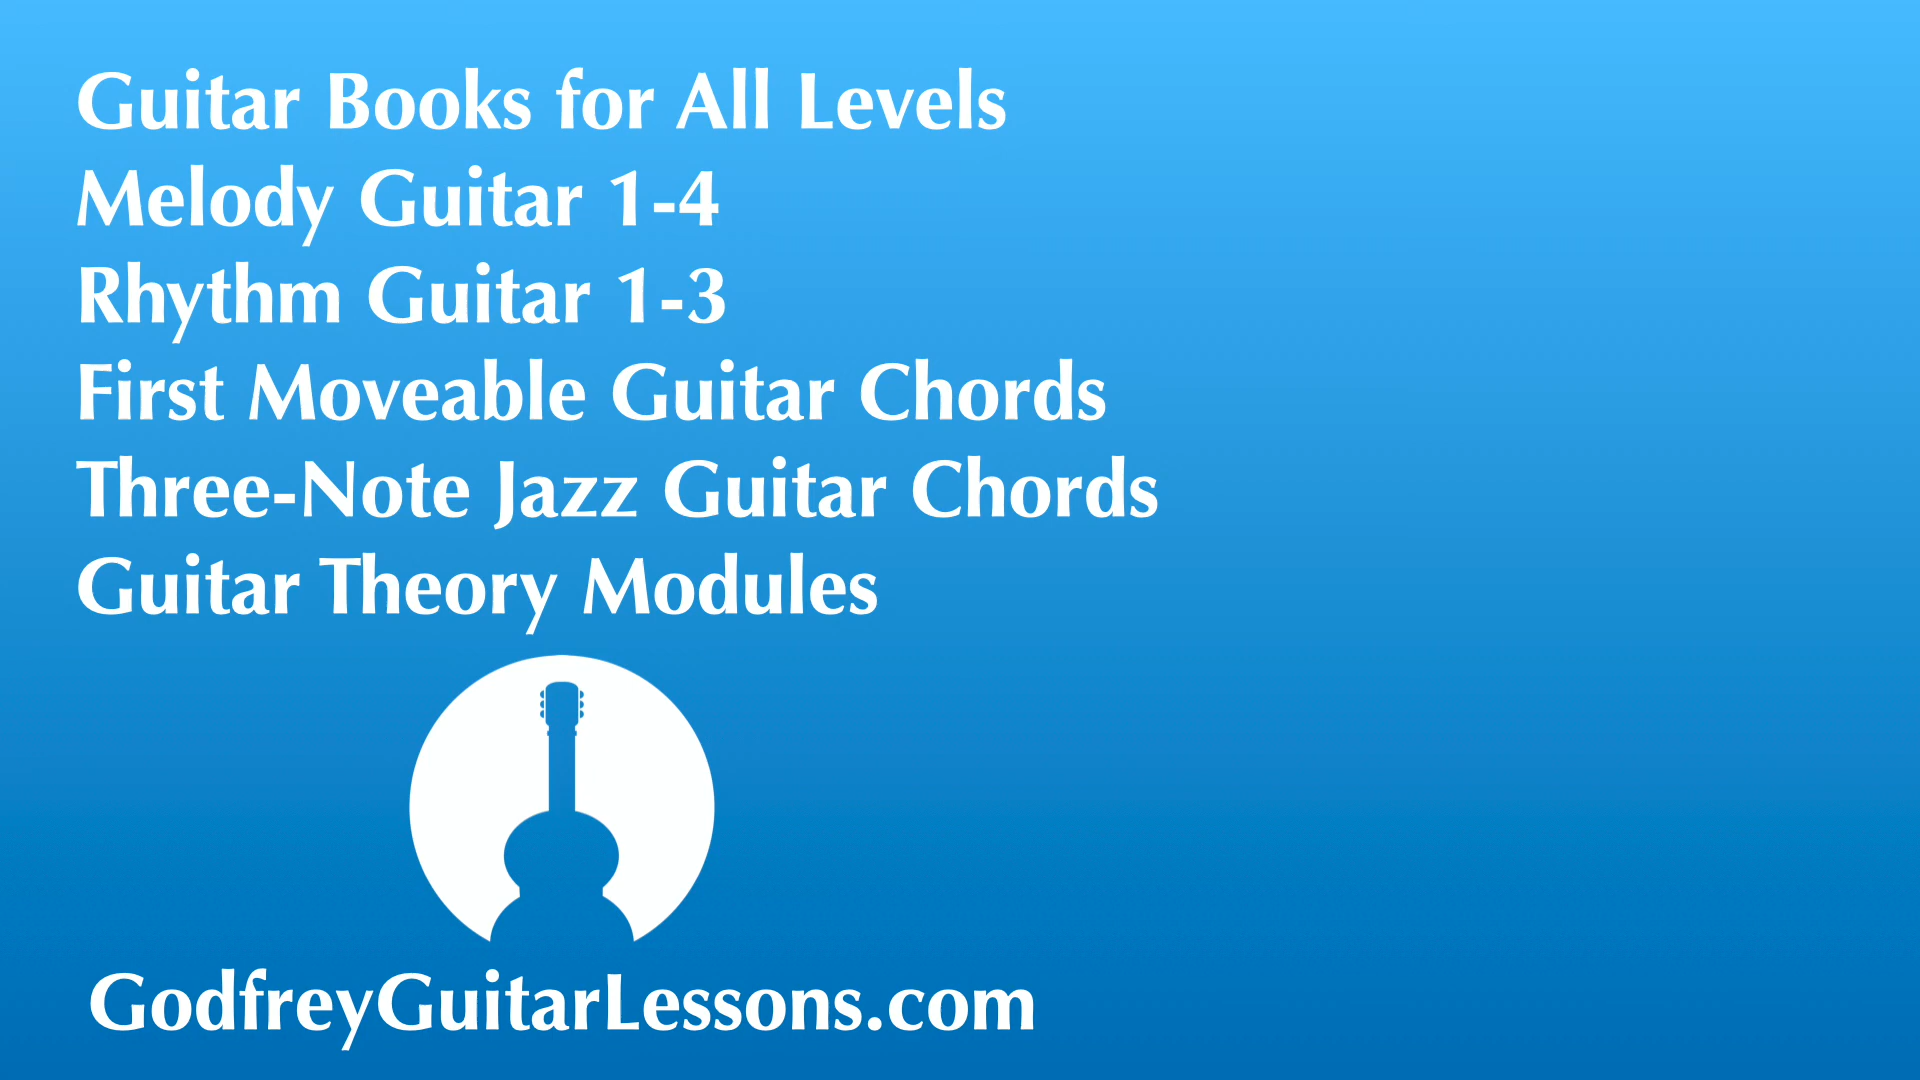 Guitar Books for All Levels
Melody Guitar 1-4
Rhythm Guitar 1-3
First Moveable Guitar Chords
Three-Note Jazz Guitar Chords
Guitar Theory Modules
GodfreyGuitarLessons.com